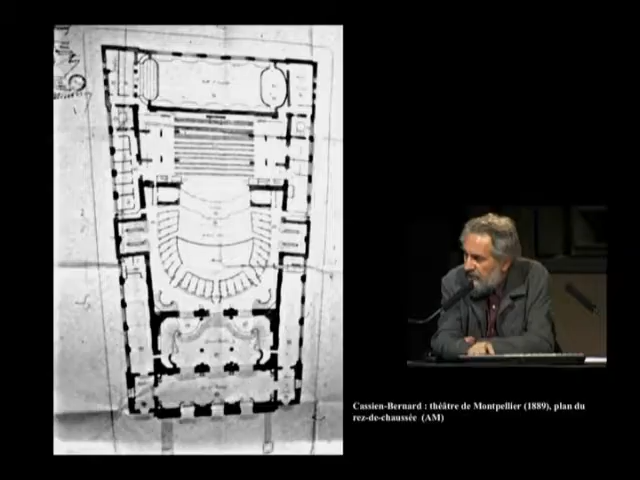 Cassien-Bernard : théâtre de Montpellier (1889), plan du
rez-de-chaussée (AM)